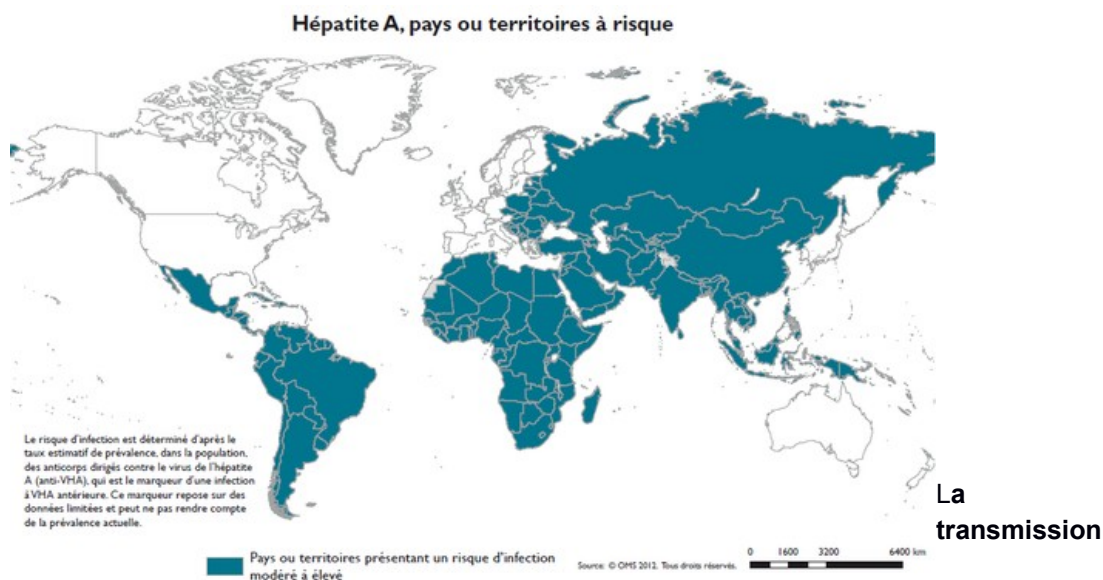 Hépatite A, pays ou territoires à risque
Le risque d'infection est déterminé d'après le
taux estimatif de prévalence, dans la population,
des anticorps dirigés contre le virus de l'hépatite
A (anti-VHA), qui est le marqueur d'une infection
à VHA antérieure. Ce marqueur repose sur des
données limitées et peut ne pas rendre compte
de la prévalence actuelle.
La
transmission
Pays ou territoires présentant un risque d'infection
modéré à élevé
Source: © OMS 2012. Tous droits réservés.
0 1600 3200 6400 km